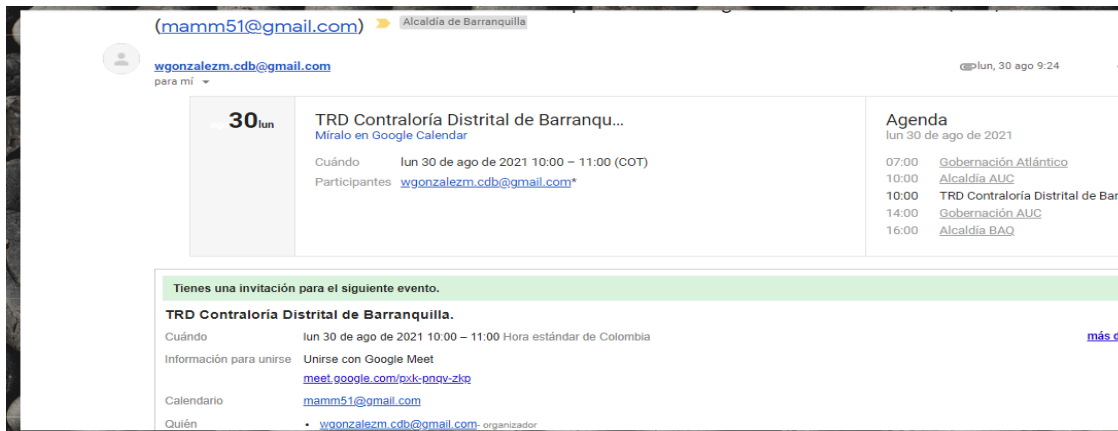 (mamm51@gmail.com) Alcaldía de Barranquilla
wgonzalezm.cdb@gmail.com
lun, 30 ago 9:24
para mí
30 lun
TRD Contraloría Distrital de Barranqu...
Míralo en Google Calendar
Cuándo lun 30 de ago de 2021 10:00 – 11:00 (COT)
Participantes wgonzalezm.cdb@gmail.com*
Agenda
lun 30 de ago de 2021
07:00 Gobernación Atlántico
10:00 Alcaldía AUC
10:00 TRD Contraloría Distrital de Bar
14:00 Gobernación AUC
16:00 Alcaldía BAQ
Tienes una invitación para el siguiente evento.
TRD Contraloría Distrital de Barranquilla.
Cuándo lun 30 de ago de 2021 10:00 – 11:00 Hora estándar de Colombia
más d
Información para unirse Unirse con Google Meet
meet.google.com/pxk-pnqv-zkp
Calendario mamm51@gmail.com
Quién • wgonzalezm.cdb@gmail.com - organizador